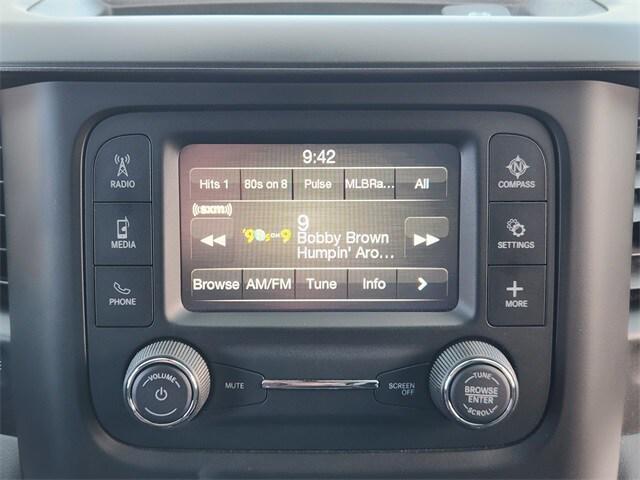 9:42
RADIO
Hits 1 80s on 8 Pulse MLBRa... All
COMPASS
((sxm))
9
MEDIA
'90s ON 9
Bobby Brown
Humpin' Aro...
SETTINGS
PHONE
Browse AM/FM Tune Info
MORE
VOLUME
MUTE
SCREEN
OFF
TUNE
BROWSE
ENTER
SCROLL